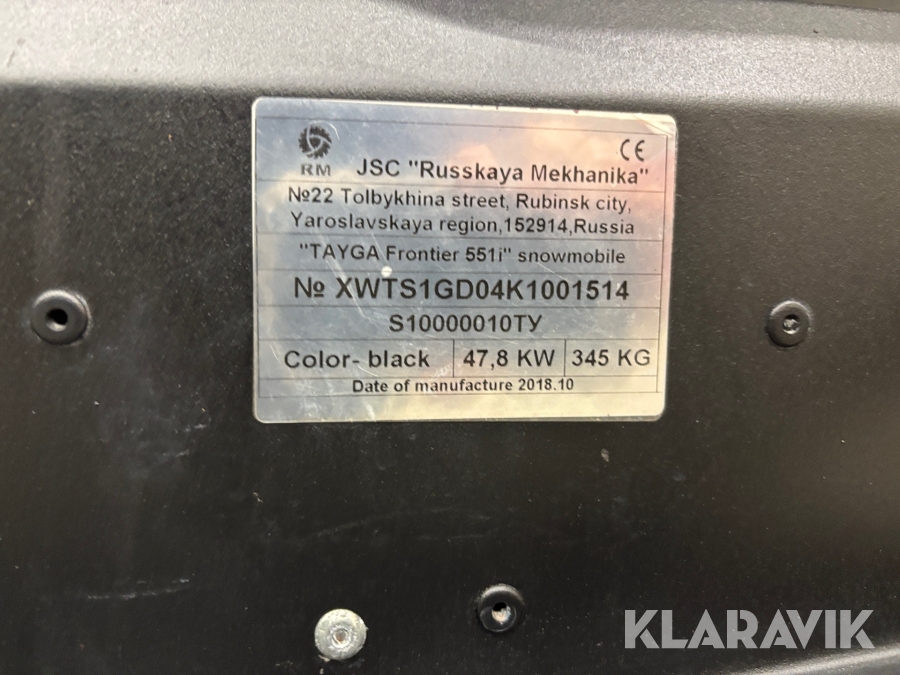 CE
RM JSC "Russkaya Mekhanika"
№22 Tolbykhina street, Rubinsk city,
Yaroslavskaya region,152914,Russia
"TAYGA Frontier 551i" snowmobile
№ XWTS1GD04K1001514
S10000010ТУ
Color- black 47,8 KW 345 KG
Date of manufacture 2018.10
KLARAVIK